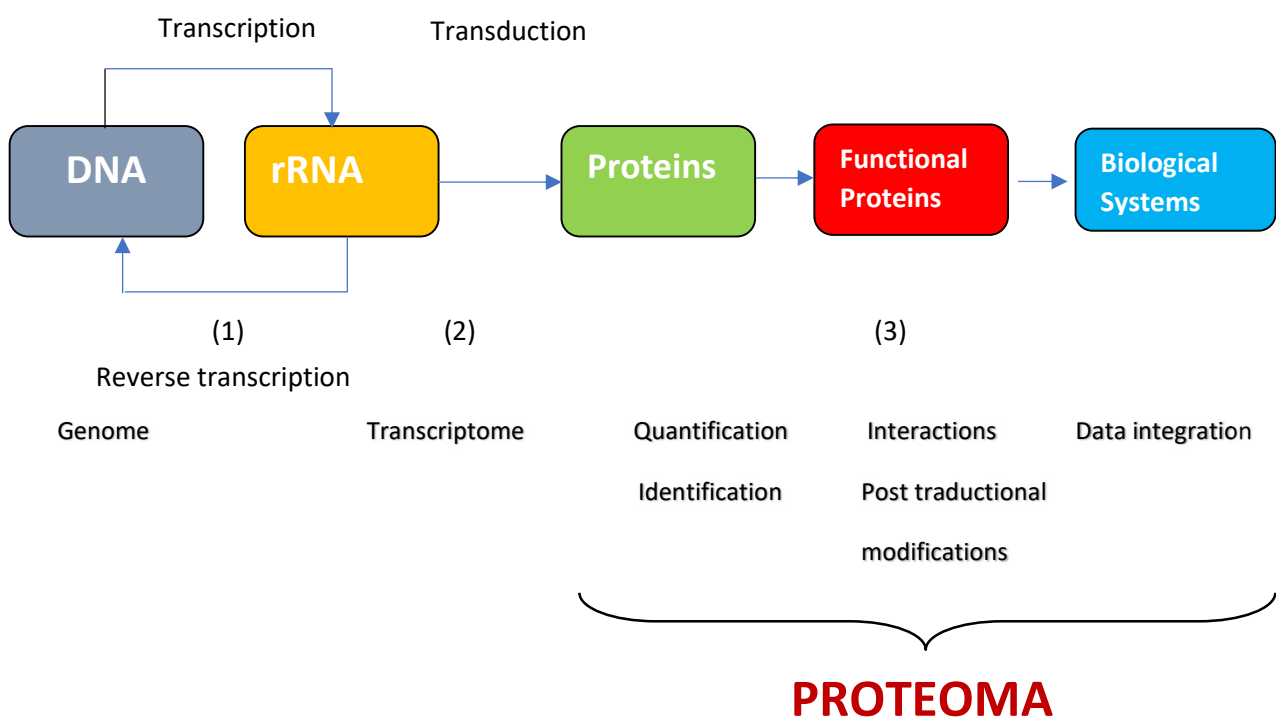 Transcription
Transduction
DNA
rRNA
Proteins
Functional
Proteins
Biological
Systems
(1)
(2)
(3)
Reverse transcription
Genome
Transcriptome
Quantification
Interactions
Data integration
Identification
Post traductional
modifications
PROTEOMA